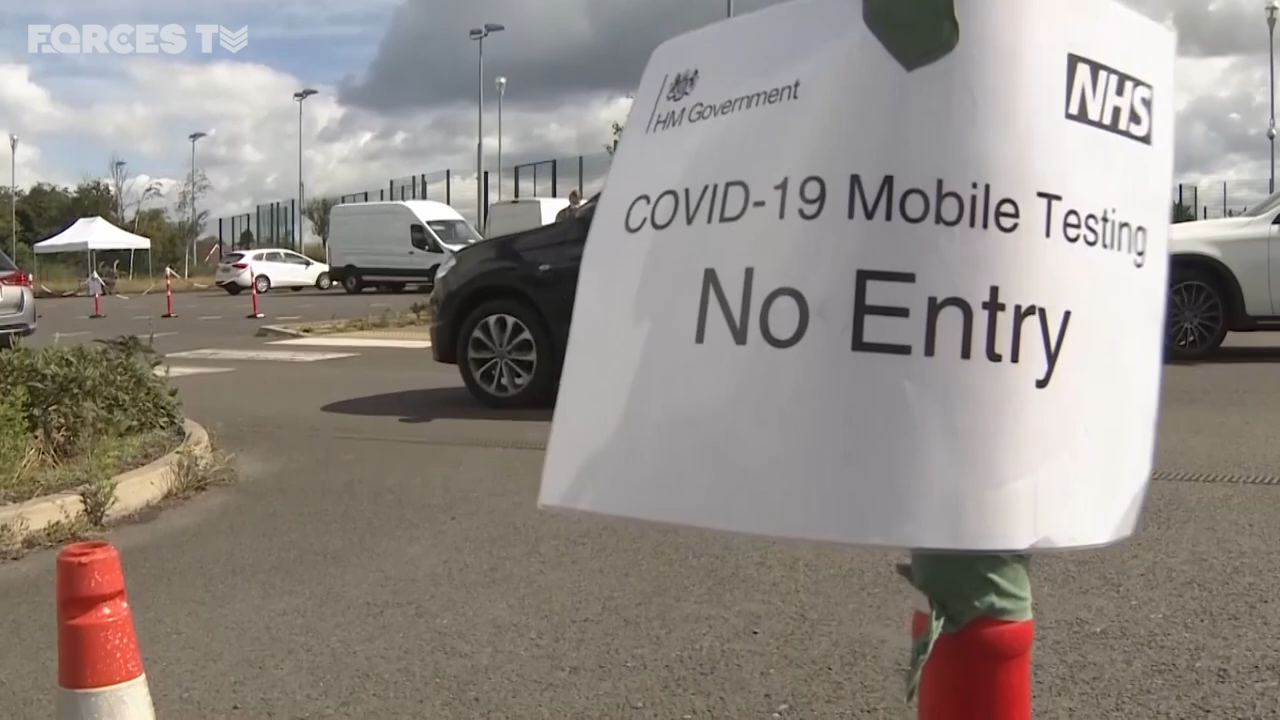 FORCES TV
HM Government
NHS
COVID-19 Mobile Testing
No Entry